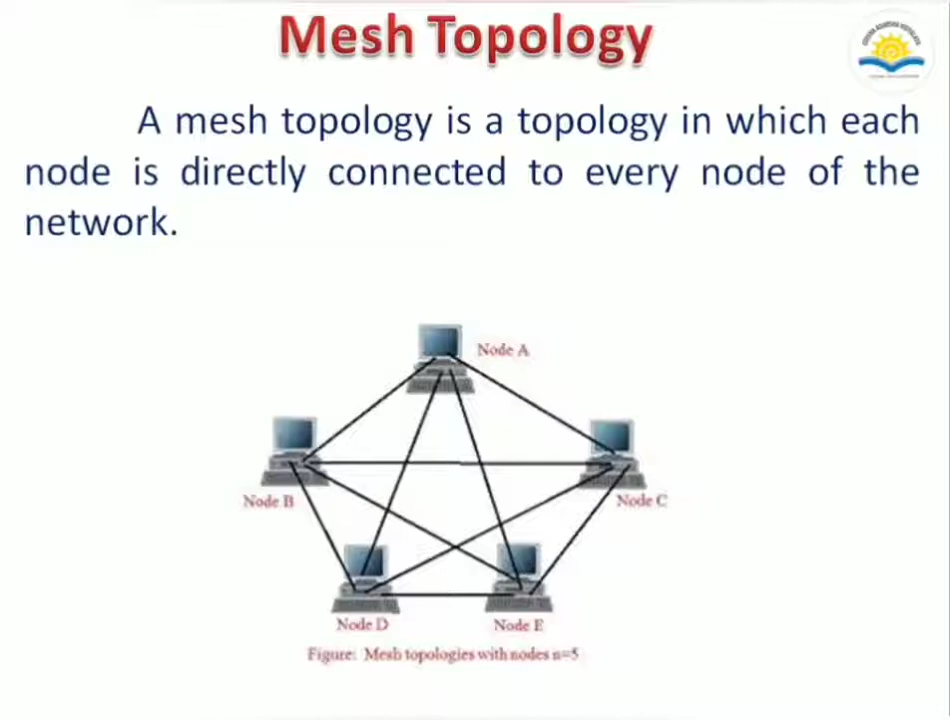 Mesh Topology
A mesh topology is a topology in which each
node is directly connected to every node of the
network.
Node A
Node B
Node C
Node D
Node E
Figure: Mesh topologies with nodes n=5